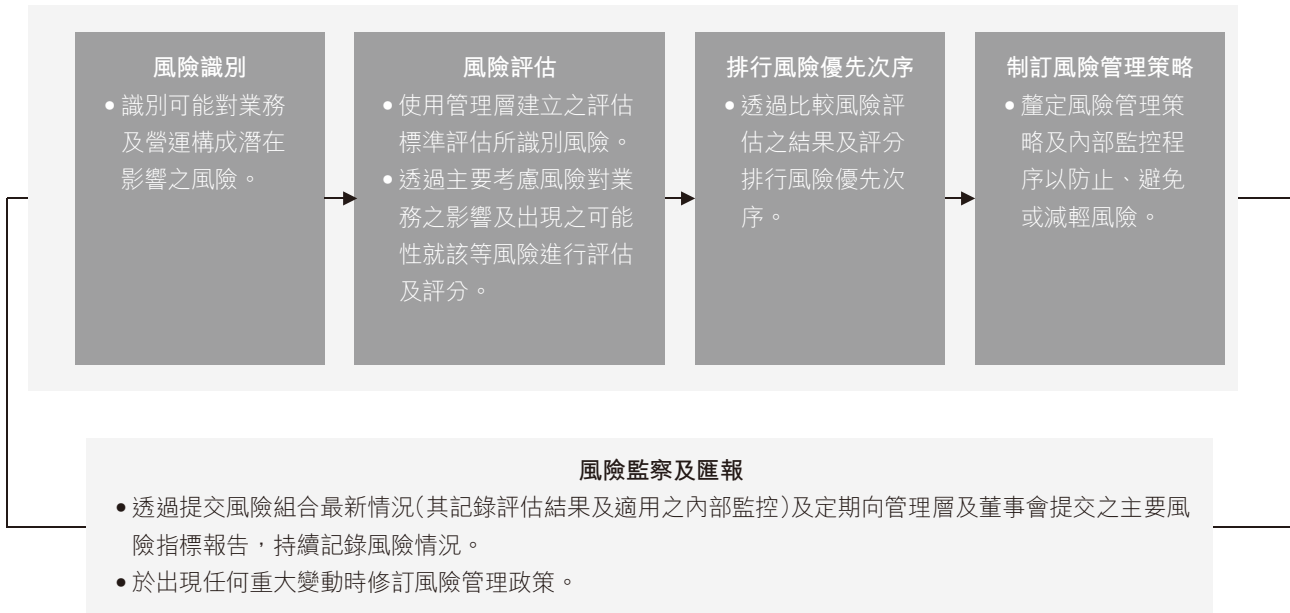 風險識別
• 識別可能對業務
及營運構成潛在
影響之風險。
風險評估
• 使用管理層建立之評估
標準評估所識別風險。
• 透過主要考慮風險對業
務之影響及出現之可能
性就該等風險進行評估
及評分。
排行風險優先次序
• 透過比較風險評
估之結果及評分
排行風險優先次
序。
制訂風險管理策略
• 釐定風險管理策
略及內部監控程
序以防止、避免
或減輕風險。
風險監察及匯報
• 透過提交風險組合最新情況(其記錄評估結果及適用之內部監控)及定期向管理層及董事會提交之主要風
險指標報告，持續記錄風險情況。
• 於出現任何重大變動時修訂風險管理政策。